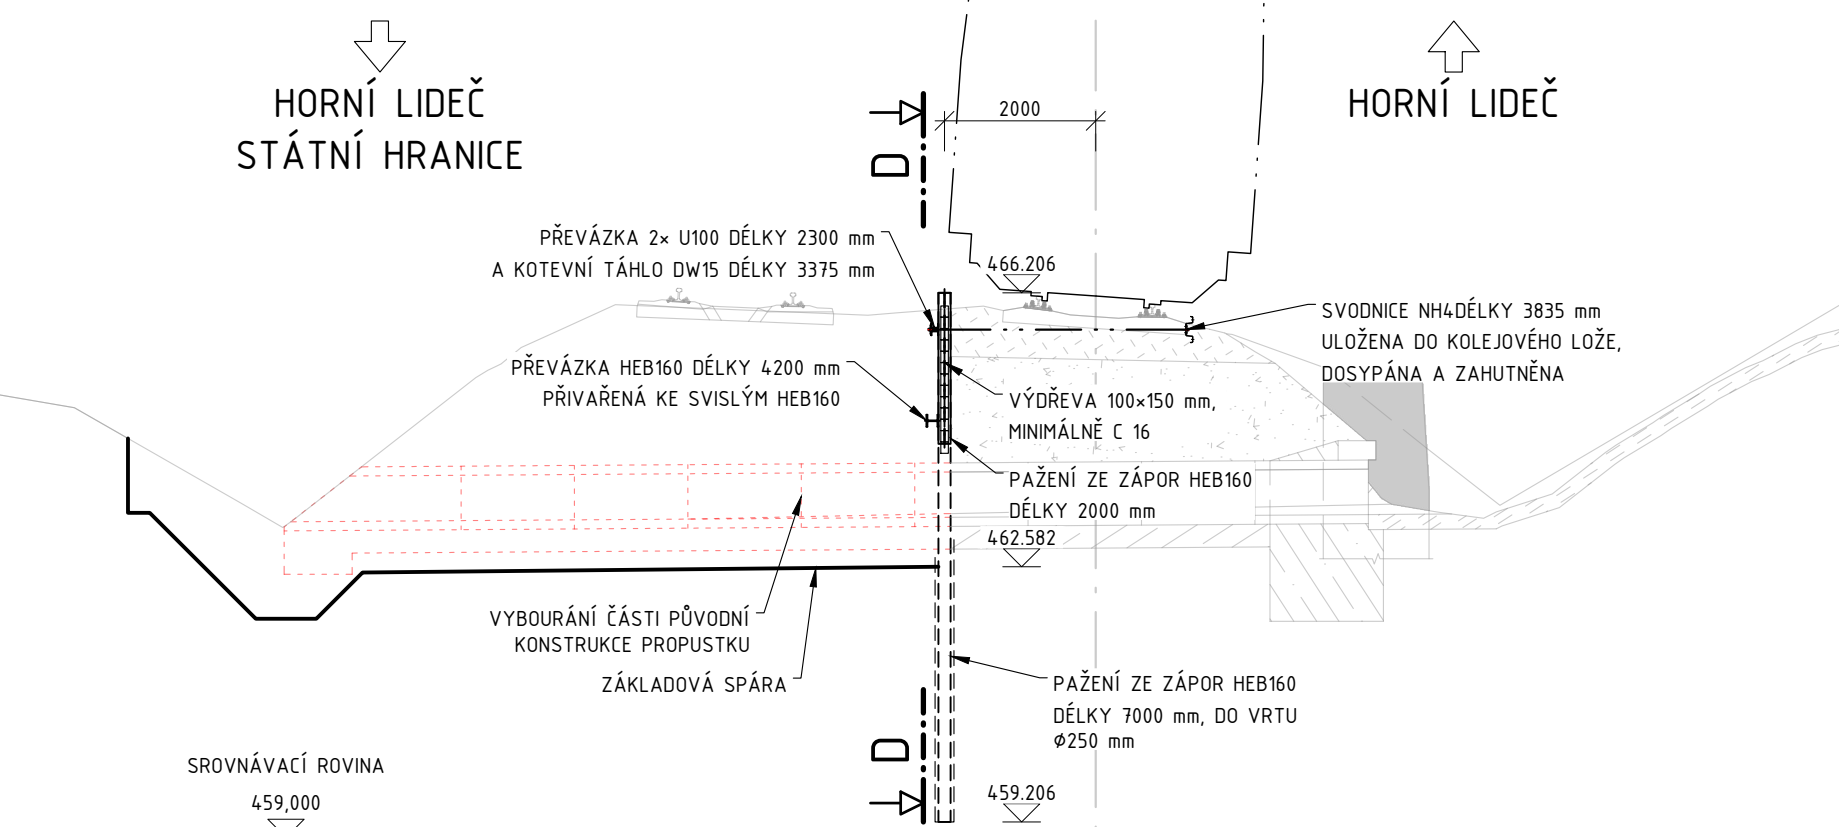 HORNÍ LIDEČ
STÁTNÍ HRANICE
HORNÍ LIDEČ
2000
D
PŘEVÁZKA 2× U100 DÉLKY 2300 mm
A KOTEVNÍ TÁHLO DW15 DÉLKY 3375 mm
466.206
SVODNICE NH4DÉLKY 3835 mm
ULOŽENA DO KOLEJOVÉHO LOŽE,
DOSYPÁNA A ZAHUTNĚNA
PŘEVÁZKA HEB160 DÉLKY 4200 mm
PŘIVAŘENÁ KE SVISLÝM HEB160
VÝDŘEVA 100×150 mm,
MINIMÁLNĚ C 16
PAŽENÍ ZE ZÁPOR HEB160
DÉLKY 2000 mm
462.582
VYBOURÁNÍ ČÁSTI PŮVODNÍ
KONSTRUKCE PROPUSTKU
ZÁKLADOVÁ SPÁRA
PAŽENÍ ZE ZÁPOR HEB160
DÉLKY 7000 mm, DO VRTU
Ø250 mm
D
SROVNÁVACÍ ROVINA
459,000
459.206